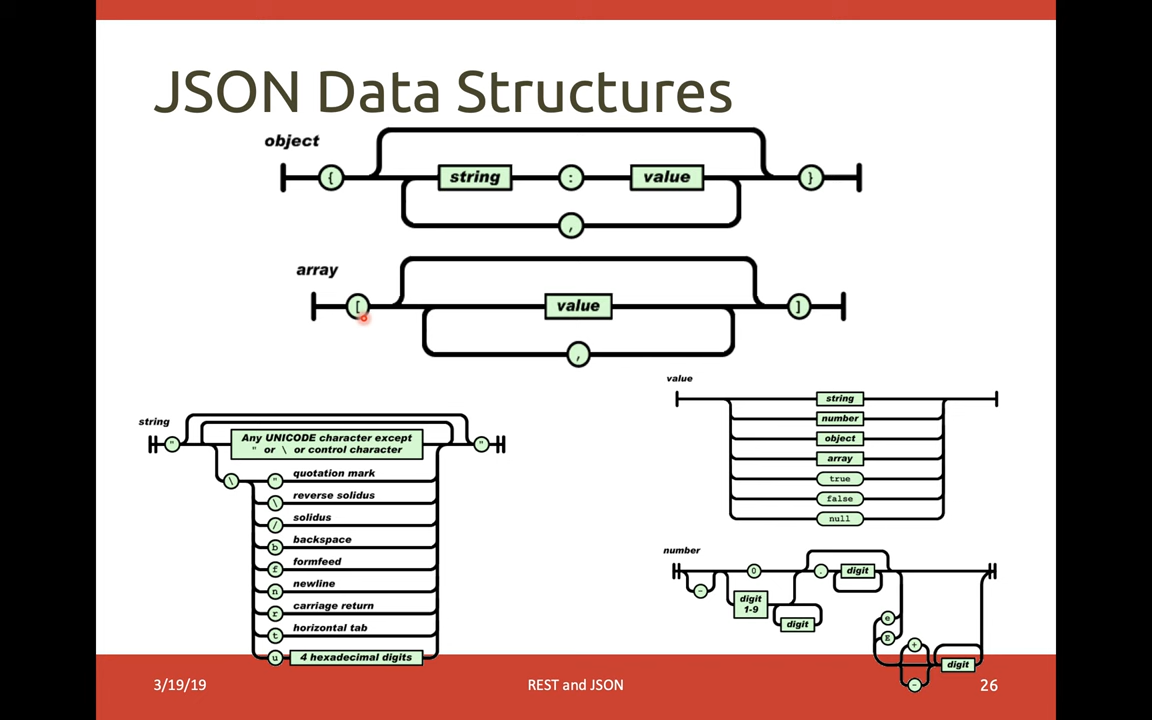 JSON Data Structures
object
{ string : value }
,
array
[ value ]
,
string
" Any UNICODE character except "
" or \ or control character
\ " quotation mark
\ reverse solidus
/ solidus
b backspace
f formfeed
n newline
r carriage return
t horizontal tab
u 4 hexadecimal digits
value
string
number
object
array
true
false
null
number
0 . digit
-
digit
1-9
digit
e
E
+
digit
-
3/19/19 REST and JSON 26